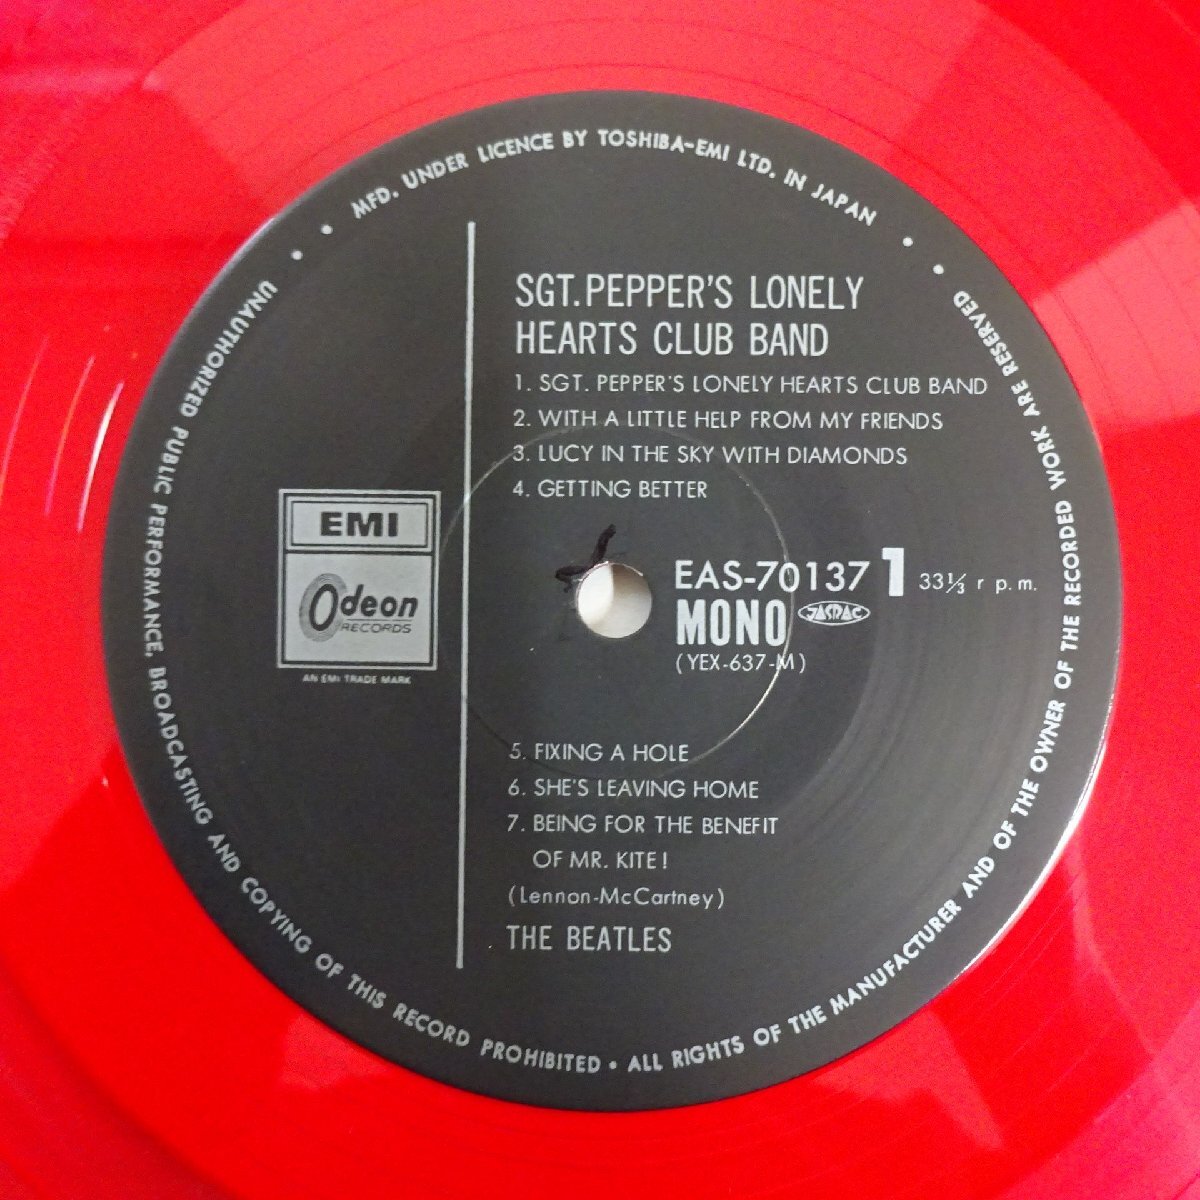 MFD. UNDER LICENCE BY TOSHIBA-EMI LTD. IN JAPAN
SGT. PEPPER'S LONELY
HEARTS CLUB BAND
1. SGT. PEPPER'S LONELY HEARTS CLUB BAND
2. WITH A LITTLE HELP FROM MY FRIENDS
3. LUCY IN THE SKY WITH DIAMONDS
4. GETTING BETTER
EMI
Odeon
RECORDS
AN EMI TRADE MARK
EAS-70137 1 33⅓ r p.m.
MONO JASRAC
(YEX-637-M)
5. FIXING A HOLE
6. SHE'S LEAVING HOME
7. BEING FOR THE BENEFIT
OF MR. KITE!
(Lennon-McCartney)
THE BEATLES
UNAUTHORIZED PUBLIC PERFORMANCE, BROADCASTING AND COPYING OF THIS RECORD PROHIBITED • ALL RIGHTS OF THE MANUFACTURER AND OF THE OWNER OF THE RECORDED WORK ARE RESERVED